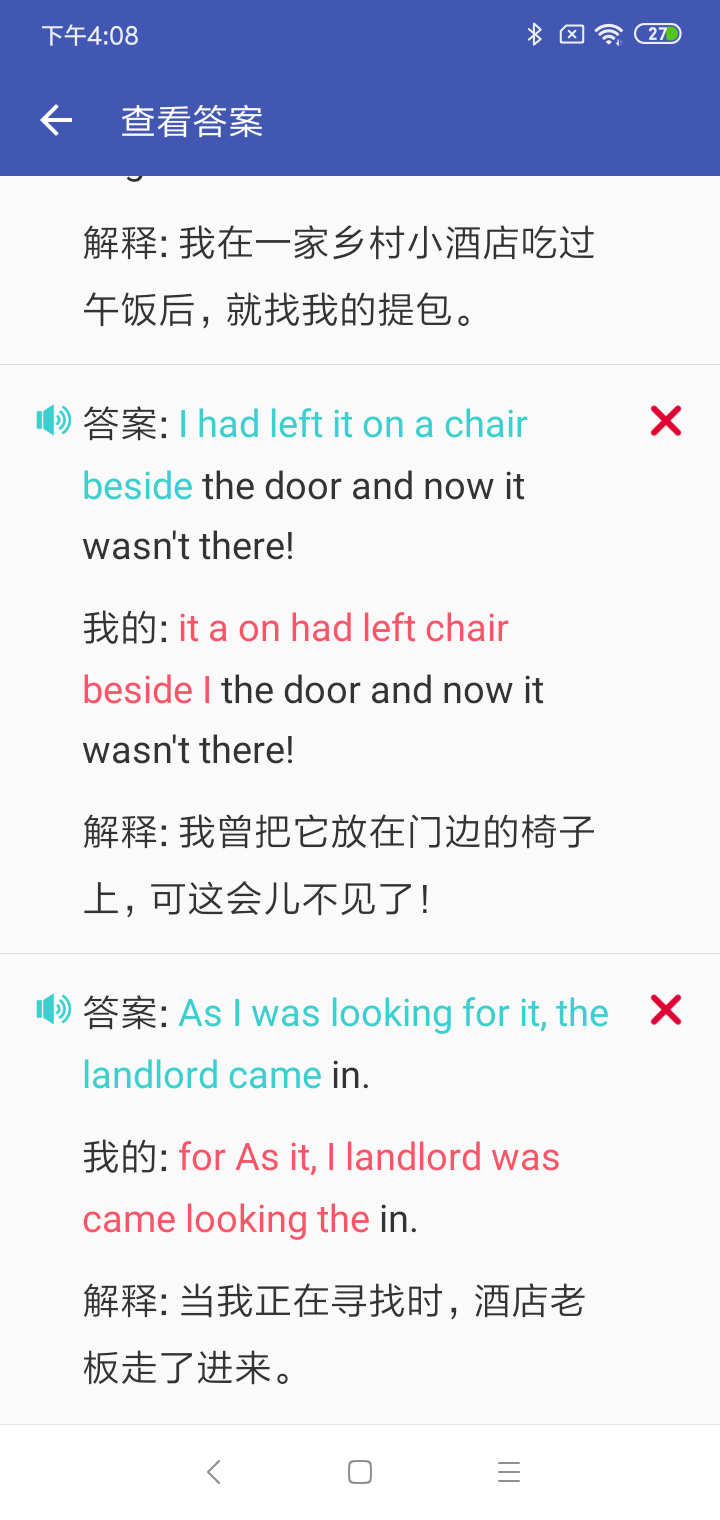 下午4:08
27
查看答案
解释: 我在一家乡村小酒店吃过
午饭后, 就找我的提包。
答案: I had left it on a chair
beside the door and now it
wasn't there!
我的: it a on had left chair
beside I the door and now it
wasn't there!
解释: 我曾把它放在门边的椅子
上, 可这会儿不见了!
答案: As I was looking for it, the
landlord came in.
我的: for As it, I landlord was
came looking the in.
解释: 当我正在寻找时, 酒店老
板走了进来。